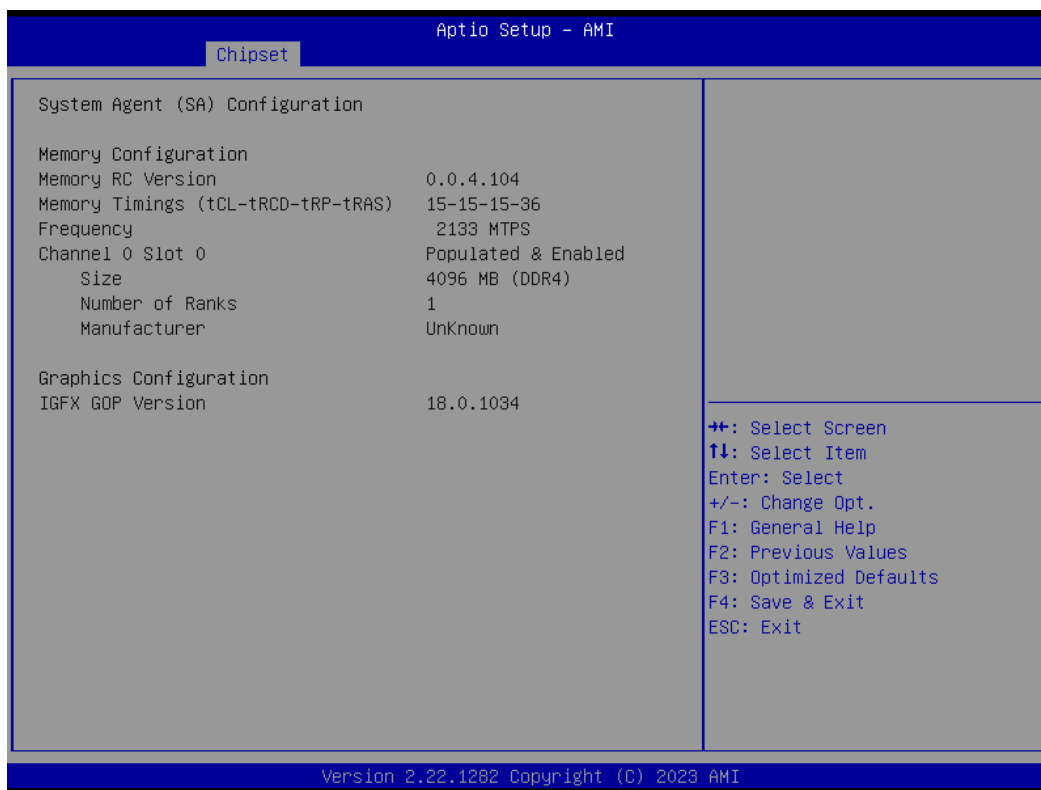 Aptio Setup – AMI
Chipset
System Agent (SA) Configuration
Memory Configuration
Memory RC Version 0.0.4.104
Memory Timings (tCL-tRCD-tRP-tRAS) 15-15-15-36
Frequency 2133 MTPS
Channel 0 Slot 0 Populated & Enabled
Size 4096 MB (DDR4)
Number of Ranks 1
Manufacturer UnKnown
Graphics Configuration
IGFX GOP Version 18.0.1034
→←: Select Screen
↑↓: Select Item
Enter: Select
+/-: Change Opt.
F1: General Help
F2: Previous Values
F3: Optimized Defaults
F4: Save & Exit
ESC: Exit
Version 2.22.1282 Copyright (C) 2023 AMI